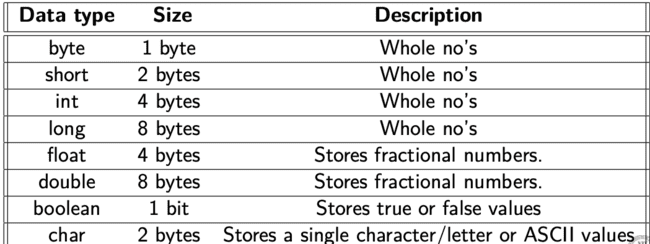 Data type Size Description
byte 1 byte Whole no's
short 2 bytes Whole no's
int 4 bytes Whole no's
long 8 bytes Whole no's
float 4 bytes Stores fractional numbers.
double 8 bytes Stores fractional numbers.
boolean 1 bit Stores true or false values
char 2 bytes Stores a single character/letter or ASCII values